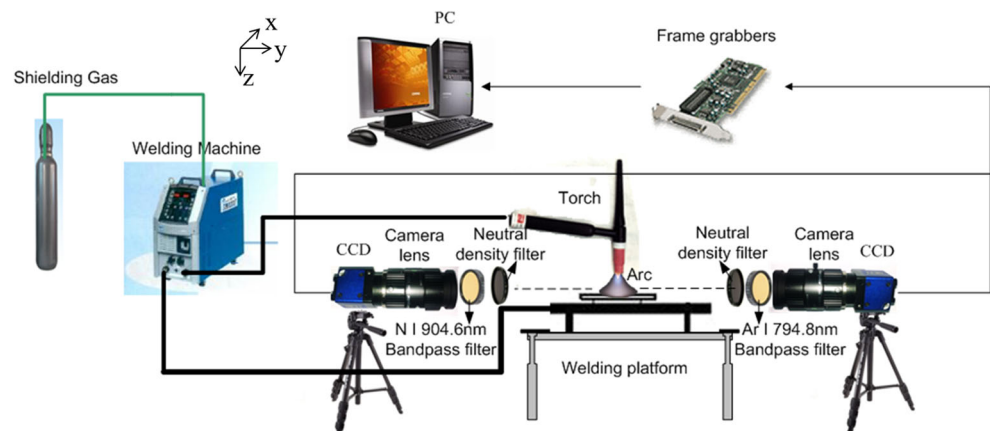 x
y
z
PC
Frame grabbers
Shielding Gas
Welding Machine
Torch
CCD
Camera
lens
Neutral
density filter
Arc
Neutral
density filter
Camera
lens
CCD
N I 904.6nm
Bandpass filter
Ar I 794.8nm
Bandpass filter
Welding platform